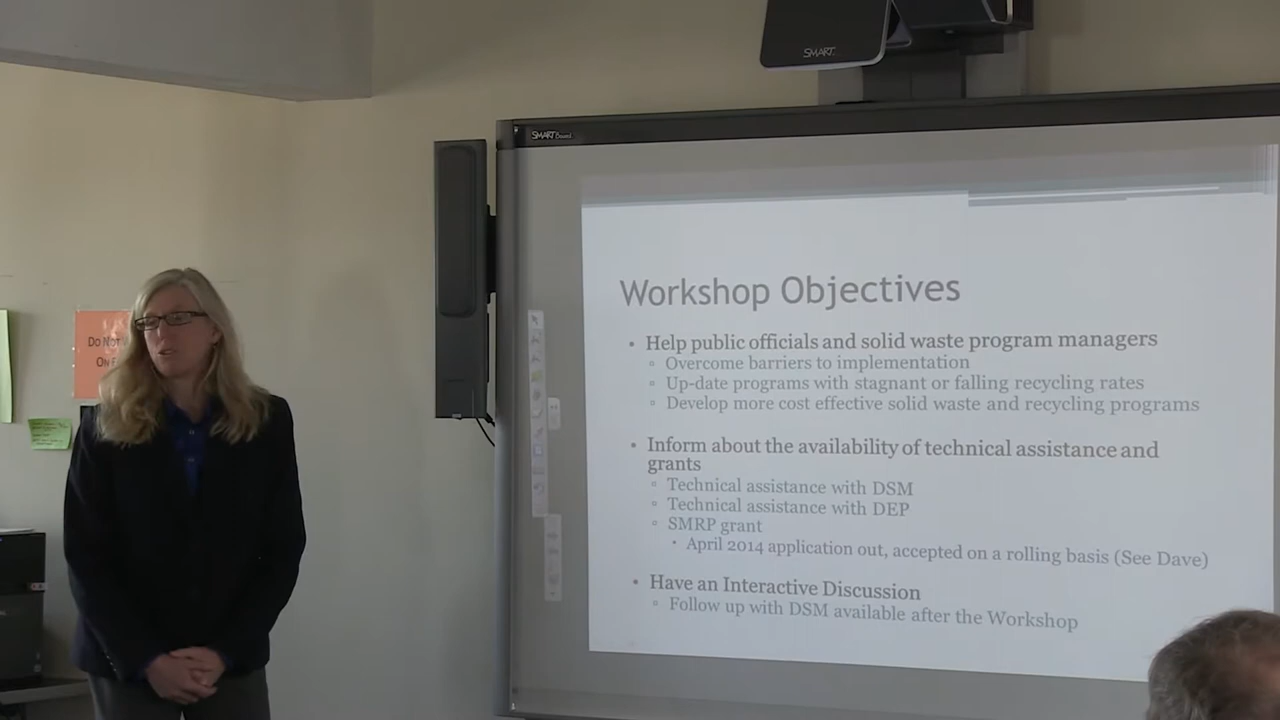 SMART
SMART Board
Do Not
Workshop Objectives
• Help public officials and solid waste program managers
▫ Overcome barriers to implementation
▫ Up-date programs with stagnant or falling recycling rates
▫ Develop more cost effective solid waste and recycling programs
• Inform about the availability of technical assistance and
grants
▫ Technical assistance with DSM
▫ Technical assistance with DEP
▫ SMRP grant
• April 2014 application out, accepted on a rolling basis (See Dave)
• Have an Interactive Discussion
▫ Follow up with DSM available after the Workshop